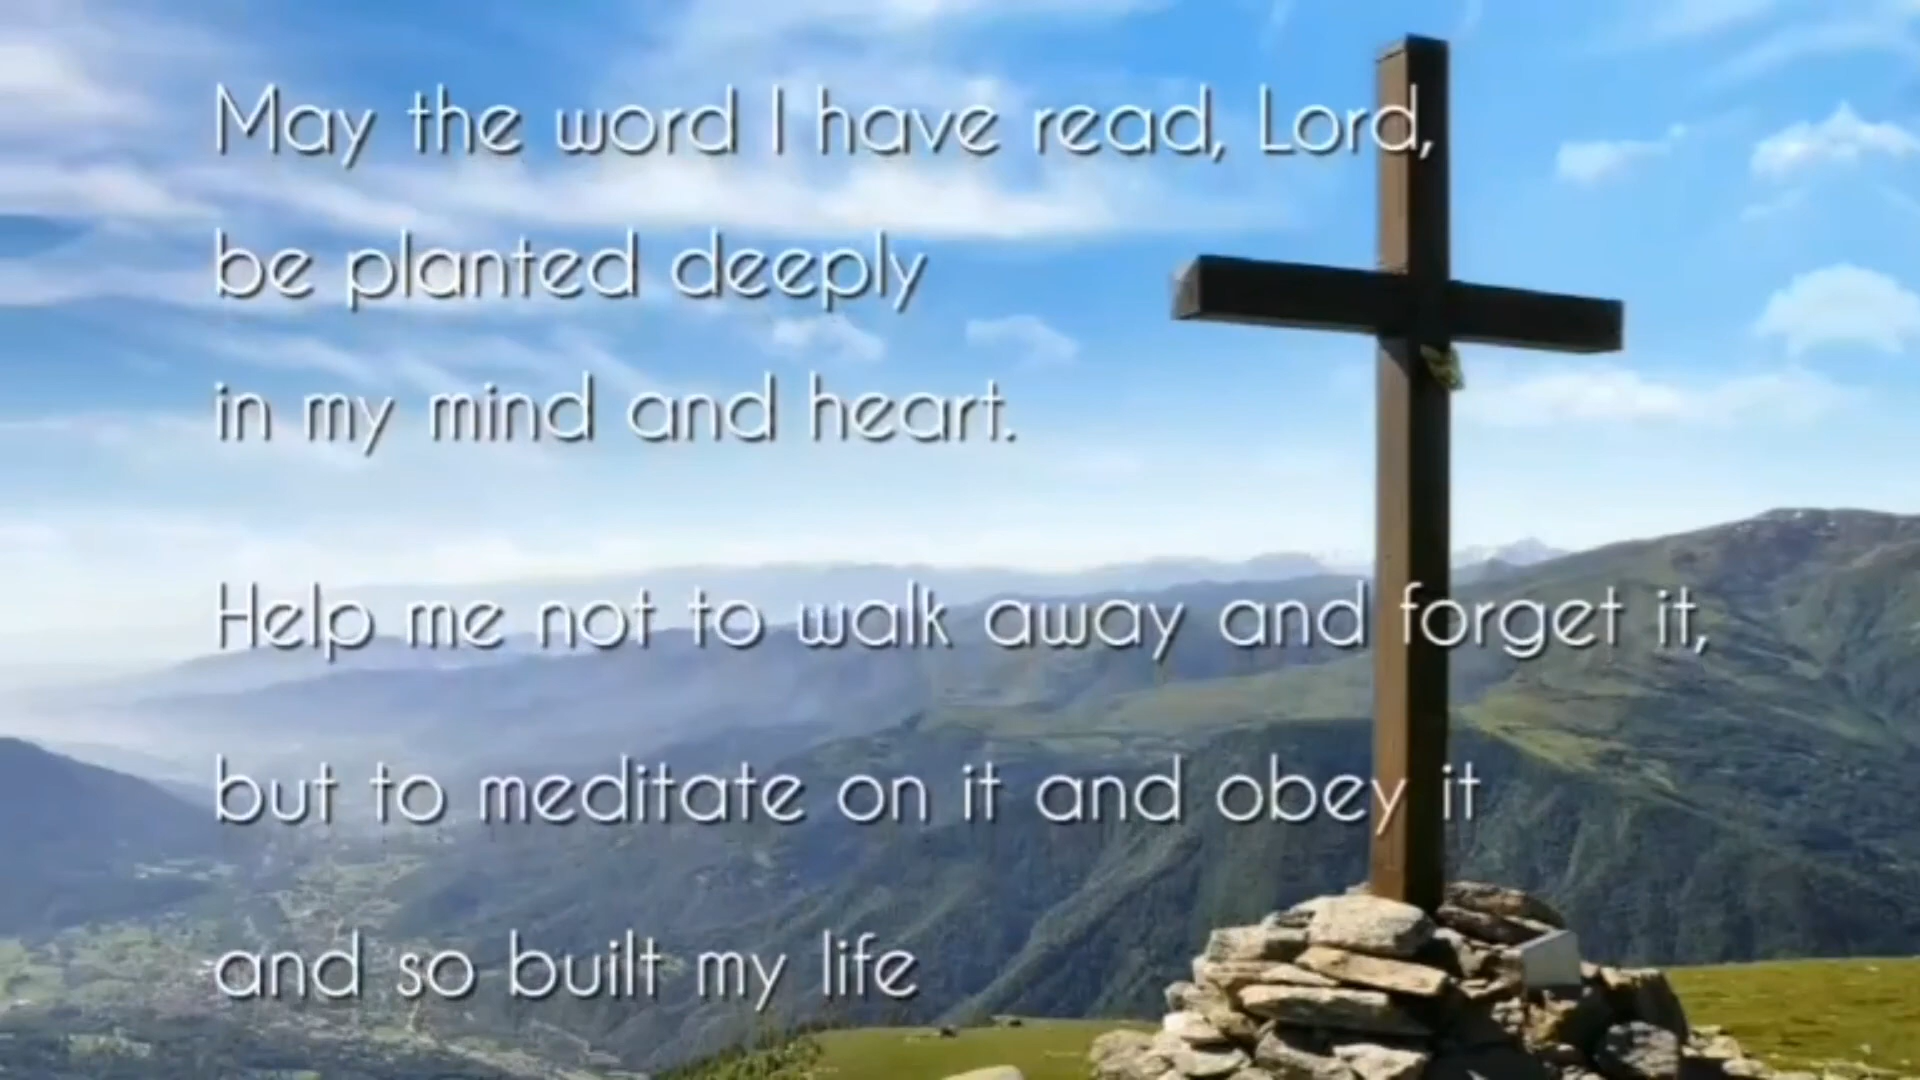 May the word I have read, Lord,
be planted deeply
in my mind and heart.
Help me not to walk away and forget it,
but to meditate on it and obey it
and so built my life